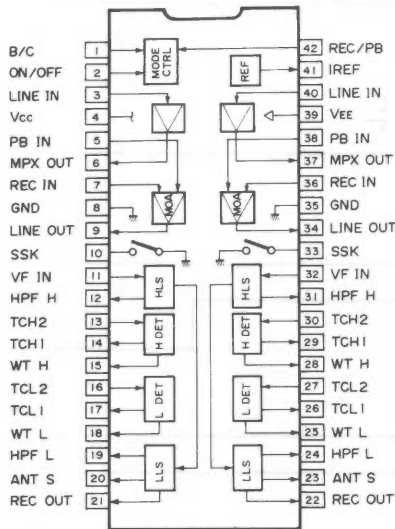 B/C 1 MODE CTRL 42 REC/PB
ON/OFF 2 REF 41 IREF
LINE IN 3 40 LINE IN
Vcc 4 39 VEE
PB IN 5 38 PB IN
MPX OUT 6 37 MPX OUT
REC IN 7 36 REC IN
GND 8 MOA MOA 35 GND
LINE OUT 9 34 LINE OUT
SSK 10 33 SSK
VF IN 11 HLS HLS 32 VF IN
HPF H 12 31 HPF H
TCH2 13 H DET H DET 30 TCH2
TCH1 14 29 TCH1
WT H 15 28 WT H
TCL2 16 L DET L DET 27 TCL2
TCL1 17 26 TCL1
WT L 18 25 WT L
HPF L 19 LLS LLS 24 HPF L
ANT S 20 23 ANT S
REC OUT 21 22 REC OUT